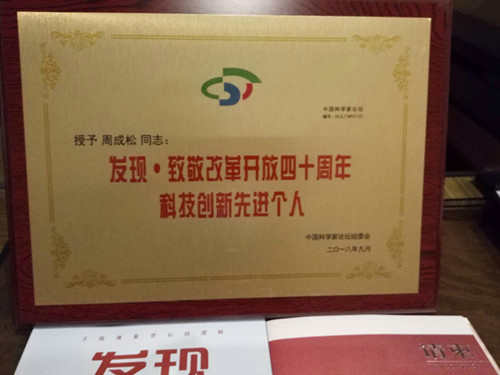 中国科学家论坛
授予 周成松 同志:
发现·致敬改革开放四十周年
科技创新先进个人
中国科学家论坛组委会
二〇一八年九月
发现